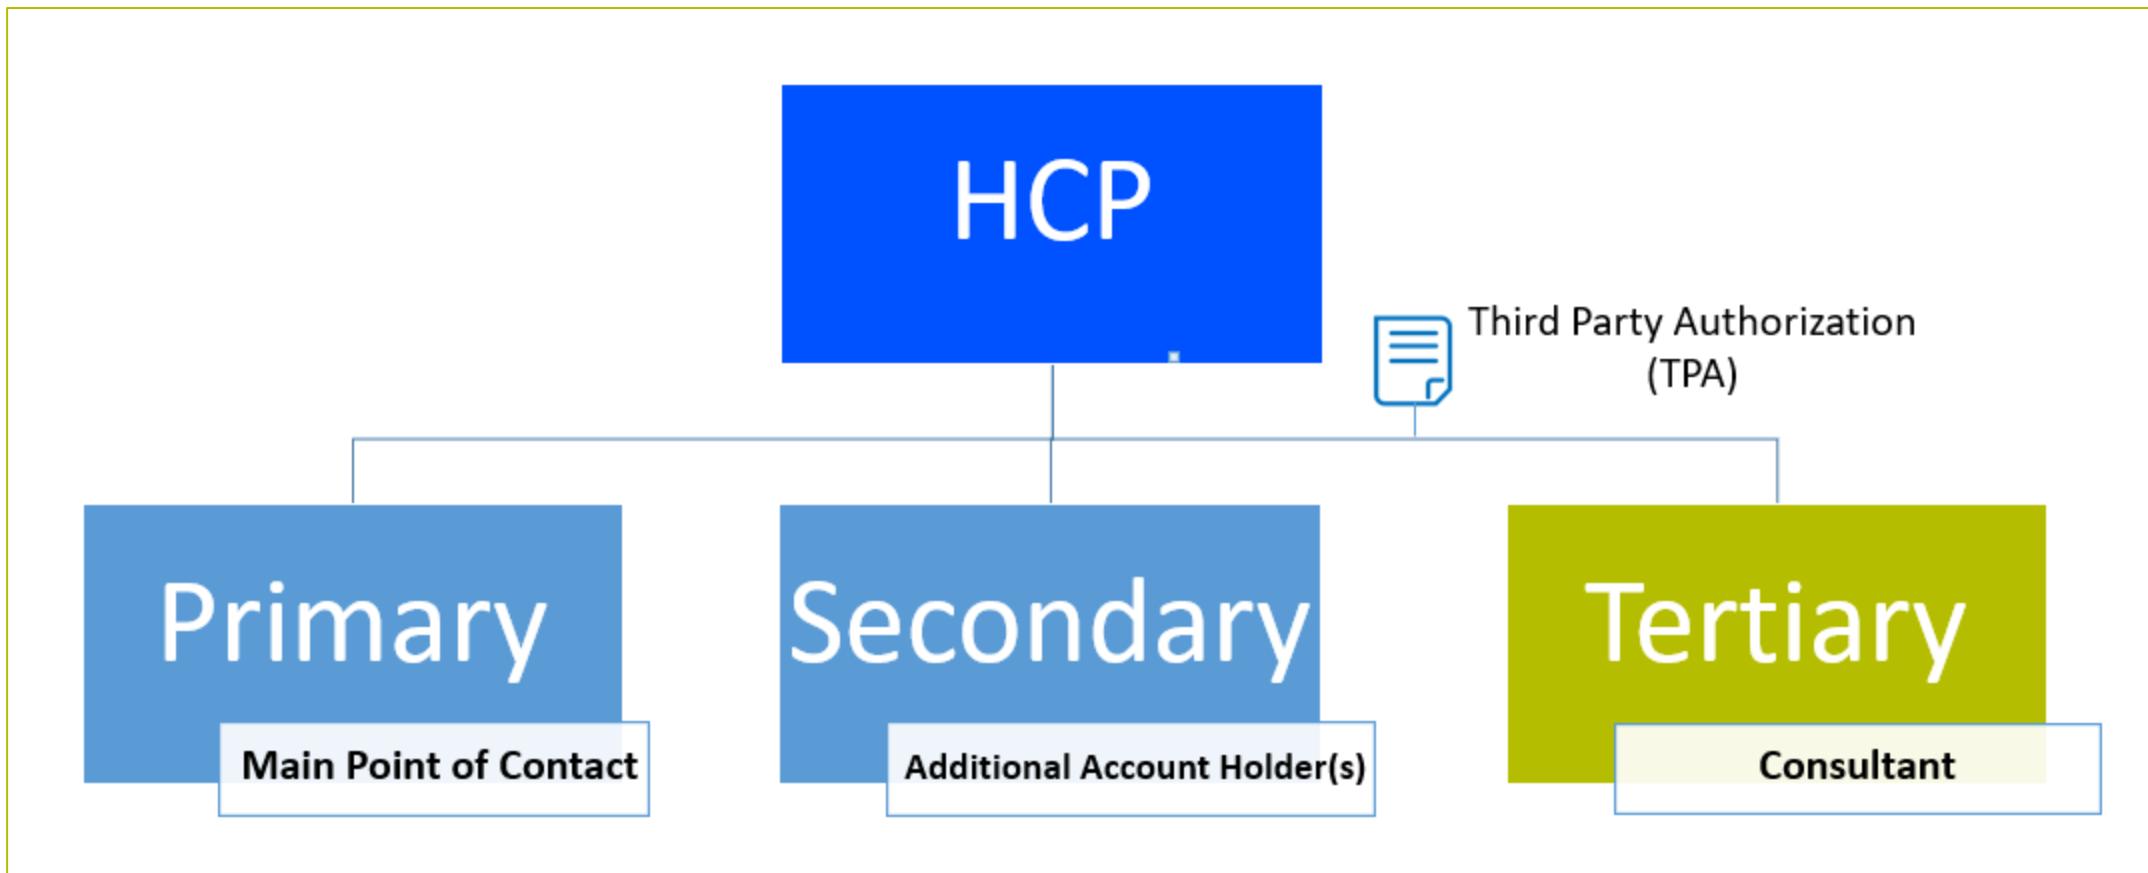 HCP
Third Party Authorization
(TPA)
Primary
Main Point of Contact
Secondary
Additional Account Holder(s)
Tertiary
Consultant